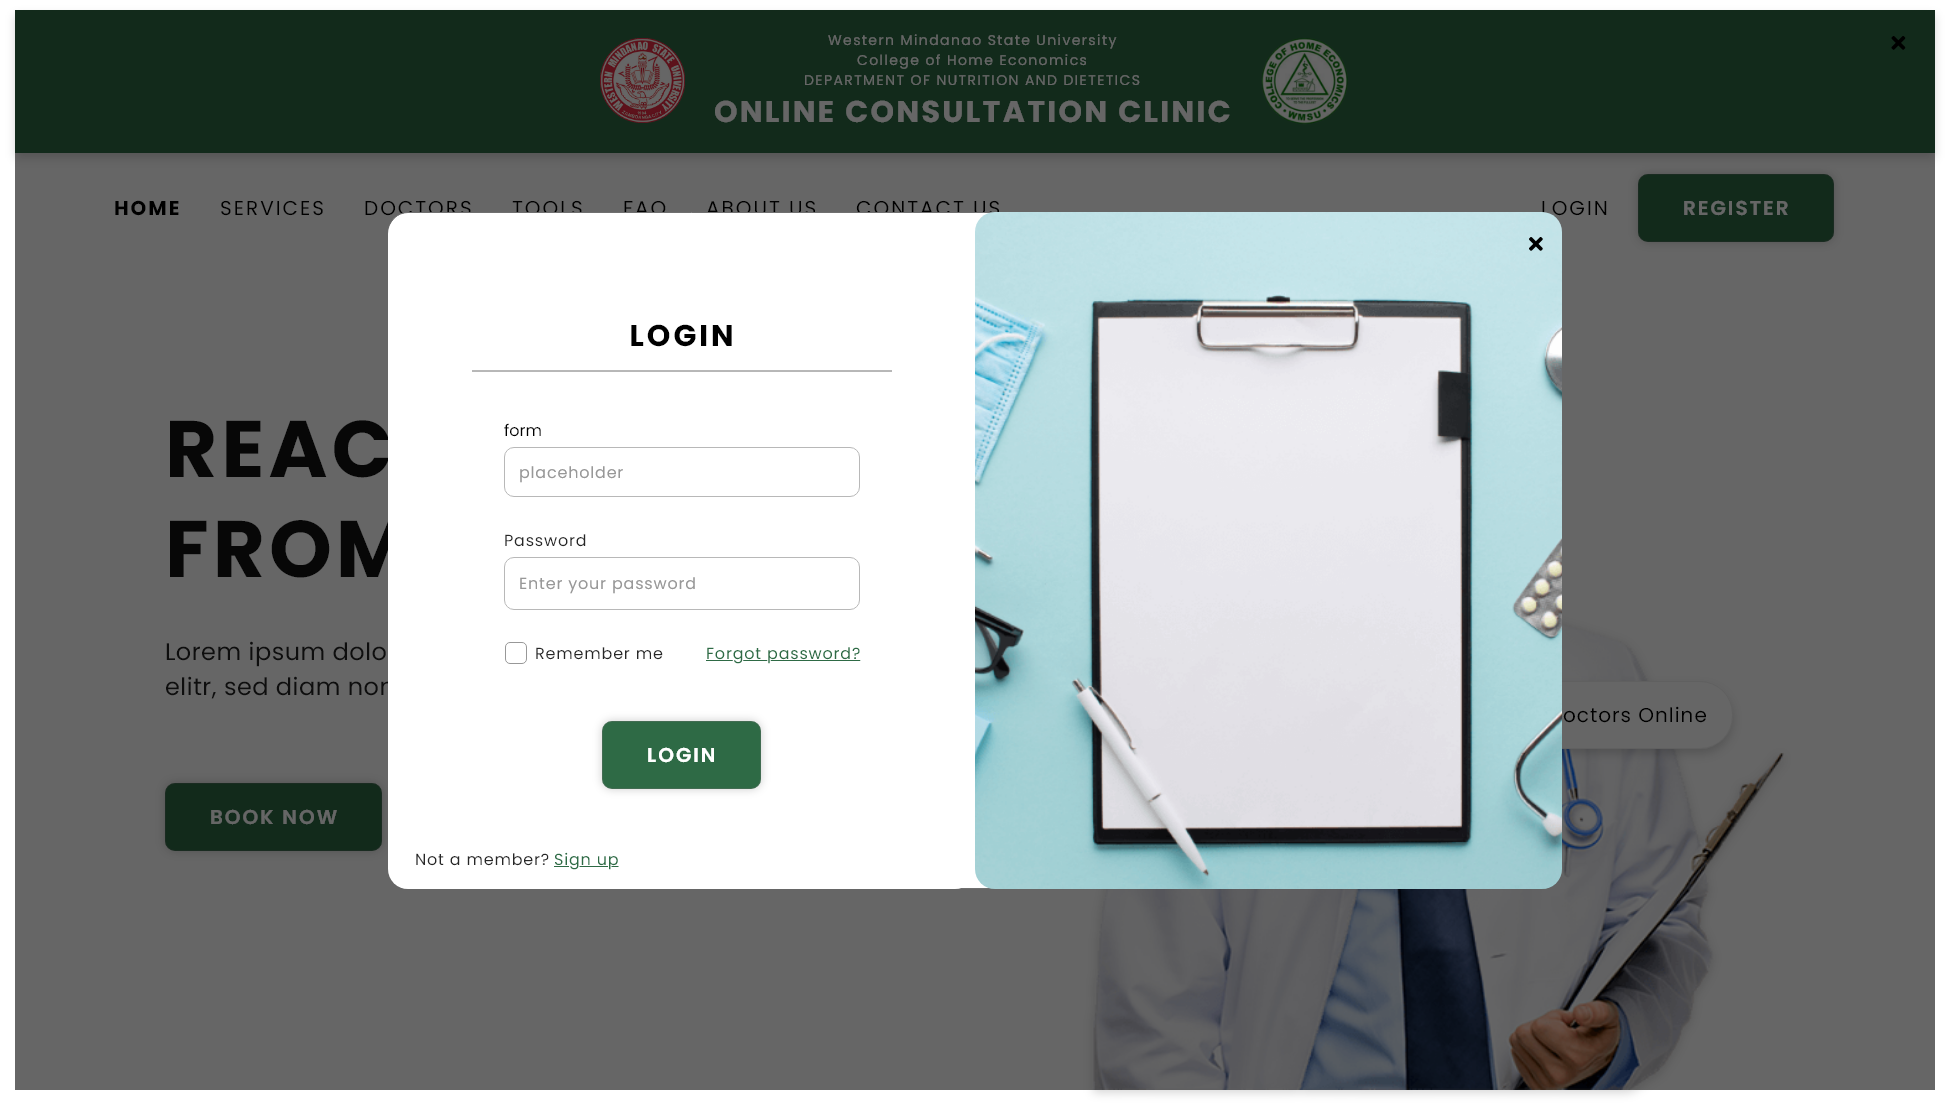 Western Mindanao State University
College of Home Economics
DEPARTMENT OF NUTRITION AND DIETETICS
ONLINE CONSULTATION CLINIC
WESTERN MINDANAO STATE UNIVERSITY
COLLEGE OF HOME ECONOMICS
WMSU
HOME SERVICES DOCTORS TOOLS FAQ ABOUT US CONTACT US LOGIN REGISTER
LOGIN
form
placeholder
Password
Enter your password
Remember me Forgot password?
LOGIN
Not a member? Sign up
REAC
FROM
Lorem ipsum dolo
elitr, sed diam non
BOOK NOW
octors Online